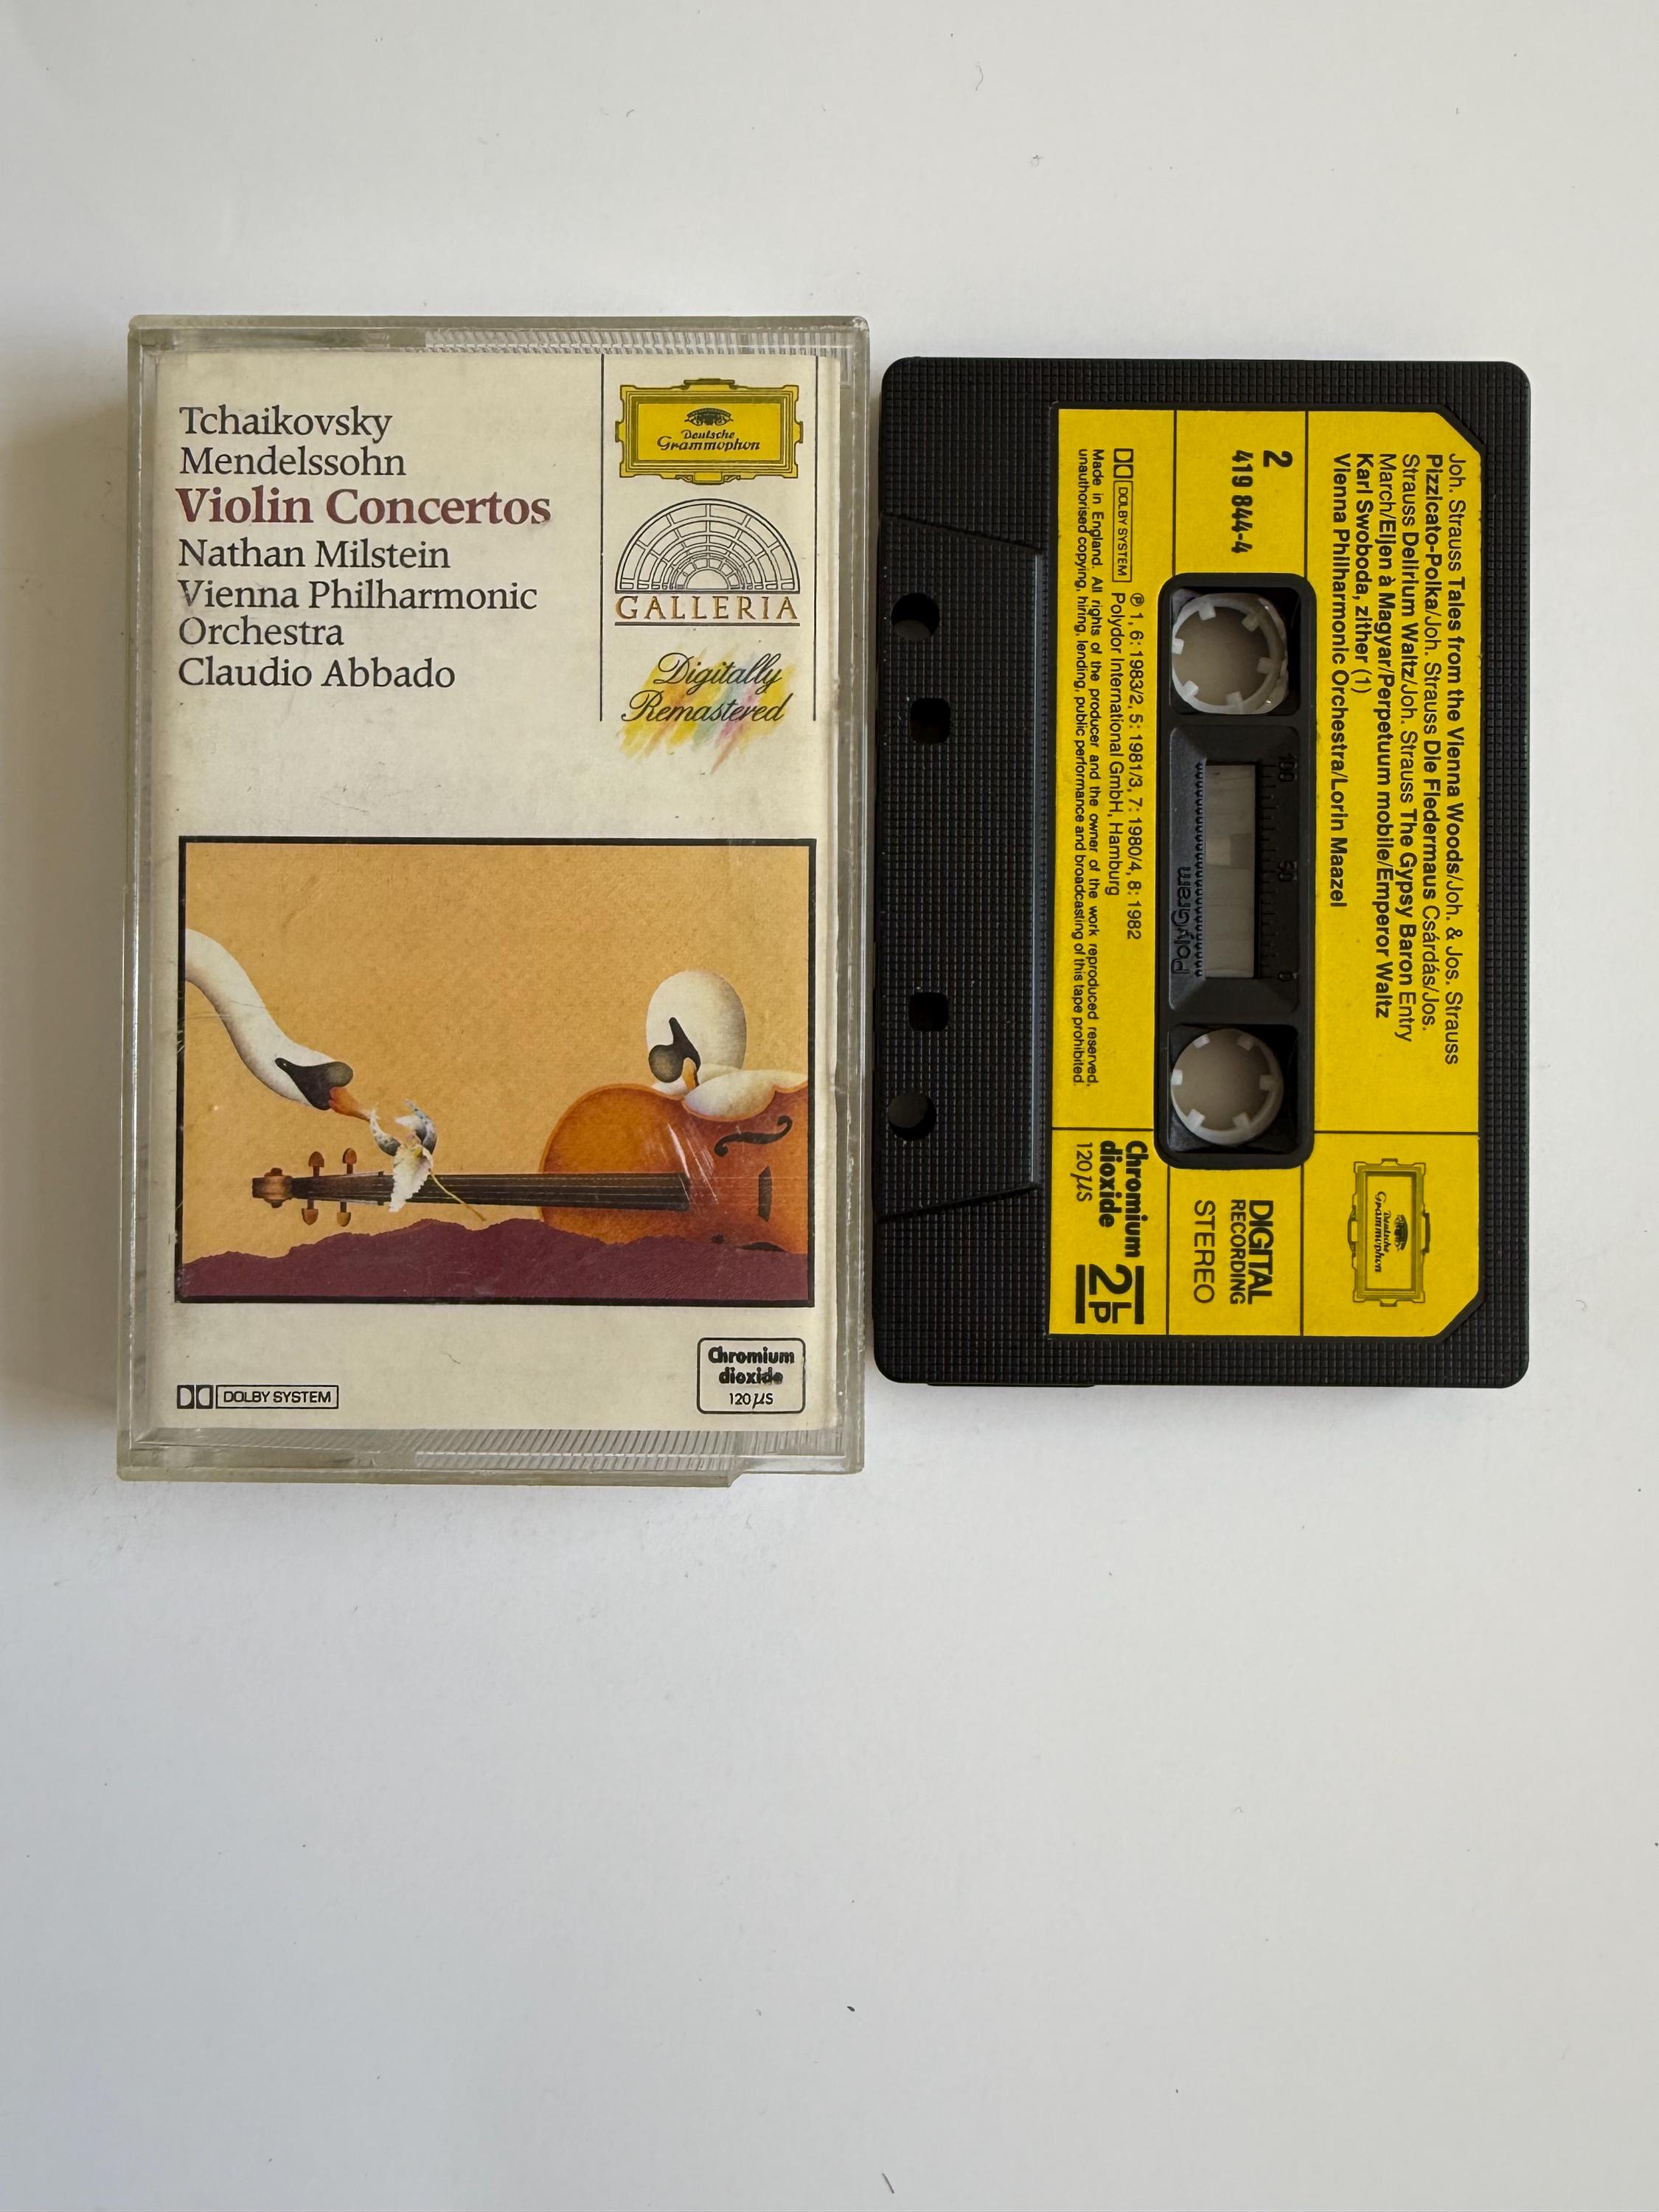 Tchaikovsky
Mendelssohn
Violin Concertos
Nathan Milstein
Vienna Philharmonic
Orchestra
Claudio Abbado
Deutsche
Grammophon
GALLERIA
Digitally
Remastered
DOLBY SYSTEM
Chromium
dioxide
120 µs
Joh. Strauss Tales from the Vienna Woods/Joh. & Jos. Strauss
Pizzicato-Polka/Joh. Strauss Die Fledermaus Csárdás/Jos.
Strauss Delirium Waltz/Joh. Strauss The Gypsy Baron Entry
March/Eljen à Magyar/Perpetuum mobile/Emperor Waltz
Karl Swoboda, zither (1)
Vienna Philharmonic Orchestra/Lorin Maazel
Deutsche
Grammophon
2
419 844-4
DIGITAL
RECORDING
STEREO
100 50 0
PolyGram
℗ 1, 6: 1983/2, 5: 1981/3, 7: 1980/4, 8: 1982
DOLBY SYSTEM Polydor International GmbH, Hamburg
Made in England. All rights of the producer and the owner of the work reproduced reserved.
unauthorised copying, hiring, lending, public performance and broadcasting of this tape prohibited.
Chromium
dioxide
120 µs
2LP